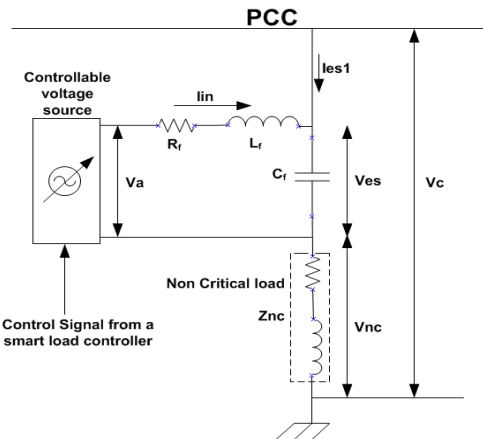 PCC
Controllable
voltage
source
Iin
Ies1
Rf
Lf
Va
Cf
Ves
Vc
Non Critical load
Znc
Vnc
Control Signal from a
smart load controller